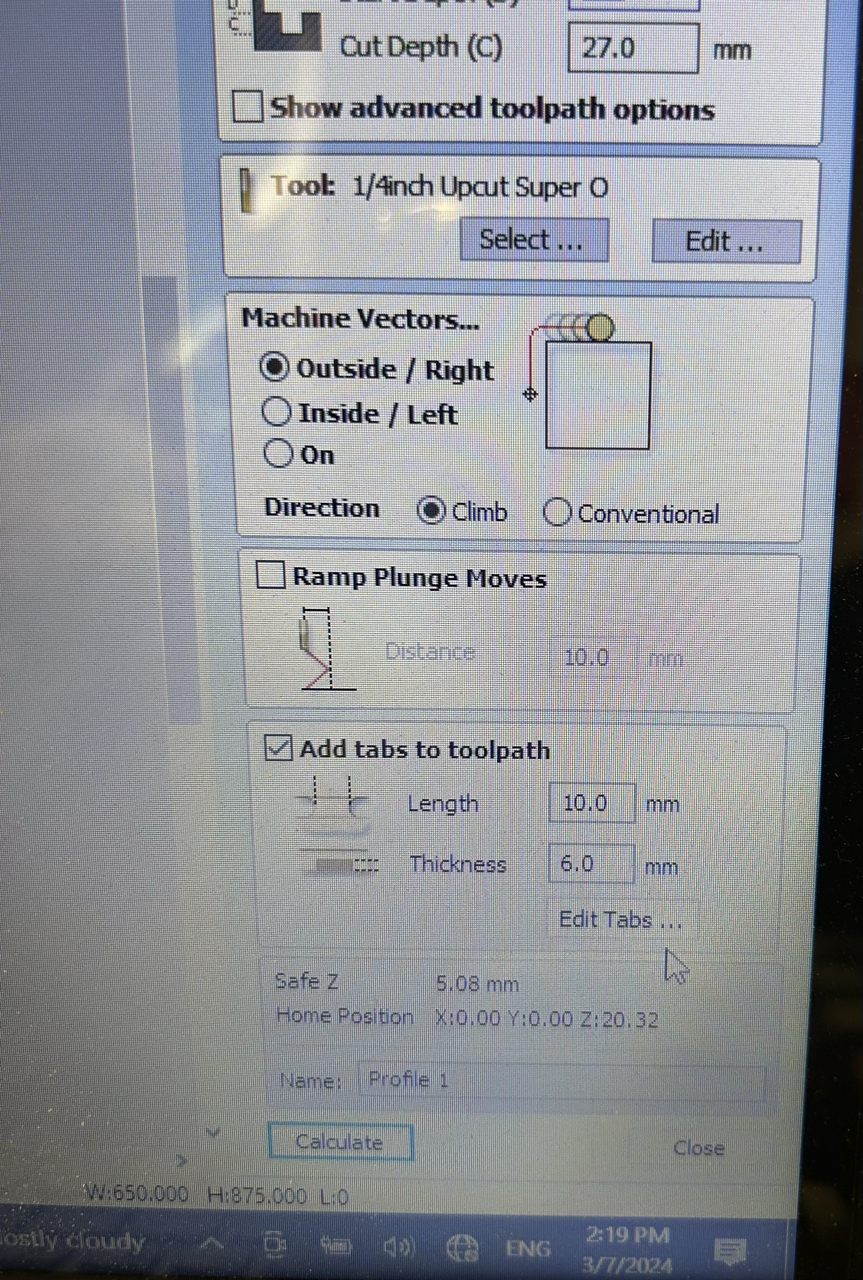 C
Cut Depth (C) 27.0 mm
Show advanced toolpath options
Tool: 1/4inch Upcut Super O
Select ... Edit ...
Machine Vectors...
Outside / Right
Inside / Left
On
Direction Climb Conventional
Ramp Plunge Moves
Distance 10.0 mm
Add tabs to toolpath
Length 10.0 mm
Thickness 6.0 mm
Edit Tabs ...
Safe Z 5.08 mm
Home Position X:0.00 Y:0.00 Z:20.32
Name: Profile 1
Calculate Close
W:650.000 H:875.000 L:0
cloudy ENG 2:19 PM
3/7/2024